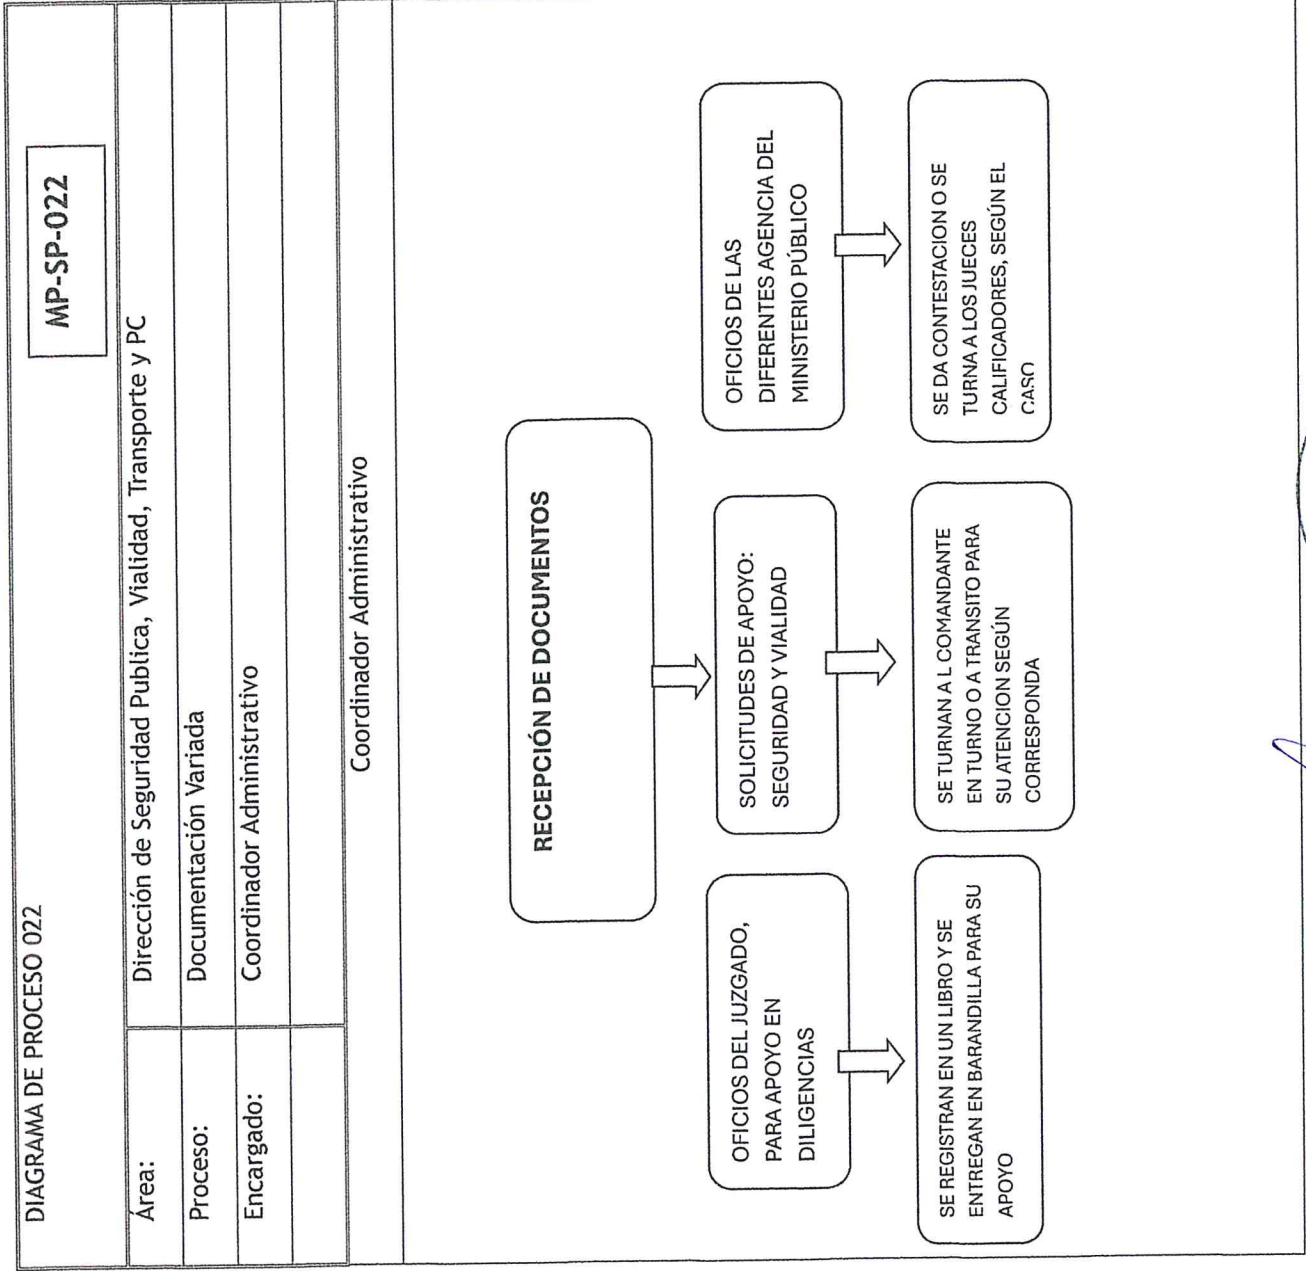 DIAGRAMA DE PROCESO 022
MP-SP-022
Área: Dirección de Seguridad Publica, Vialidad, Transporte y PC
Proceso: Documentación Variada
Encargado: Coordinador Administrativo
Coordinador Administrativo
RECEPCIÓN DE DOCUMENTOS
OFICIOS DEL JUZGADO,
PARA APOYO EN
DILIGENCIAS
SOLICITUDES DE APOYO:
SEGURIDAD Y VIALIDAD
OFICIOS DE LAS
DIFERENTES AGENCIA DEL
MINISTERIO PÚBLICO
SE REGISTRAN EN UN LIBRO Y SE
ENTREGAN EN BARANDILLA PARA SU
APOYO
SE TURNAN A L COMANDANTE
EN TURNO O A TRANSITO PARA
SU ATENCION SEGÚN
CORRESPONDA
SE DA CONTESTACION O SE
TURNA A LOS JUECES
CALIFICADORES, SEGÚN EL
CASO